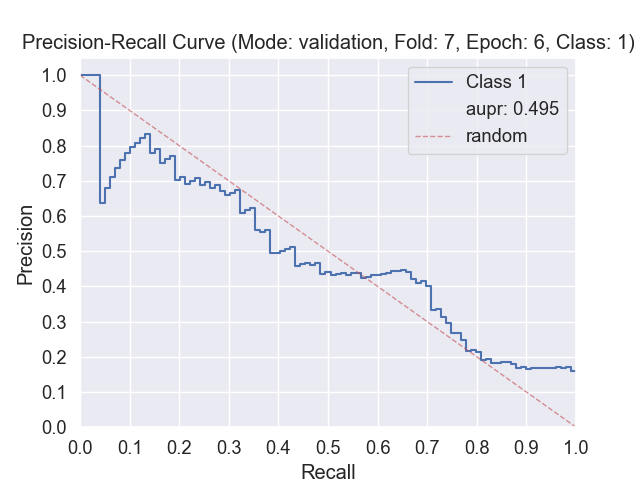 Precision-Recall Curve (Mode: validation, Fold: 7, Epoch: 6, Class: 1)
1.0
0.9
0.8
0.7
0.6
0.5
0.4
0.3
0.2
0.1
0.0
Precision
Class 1
aupr: 0.495
random
0.0 0.1 0.2 0.3 0.4 0.5 0.6 0.7 0.8 0.9 1.0
Recall